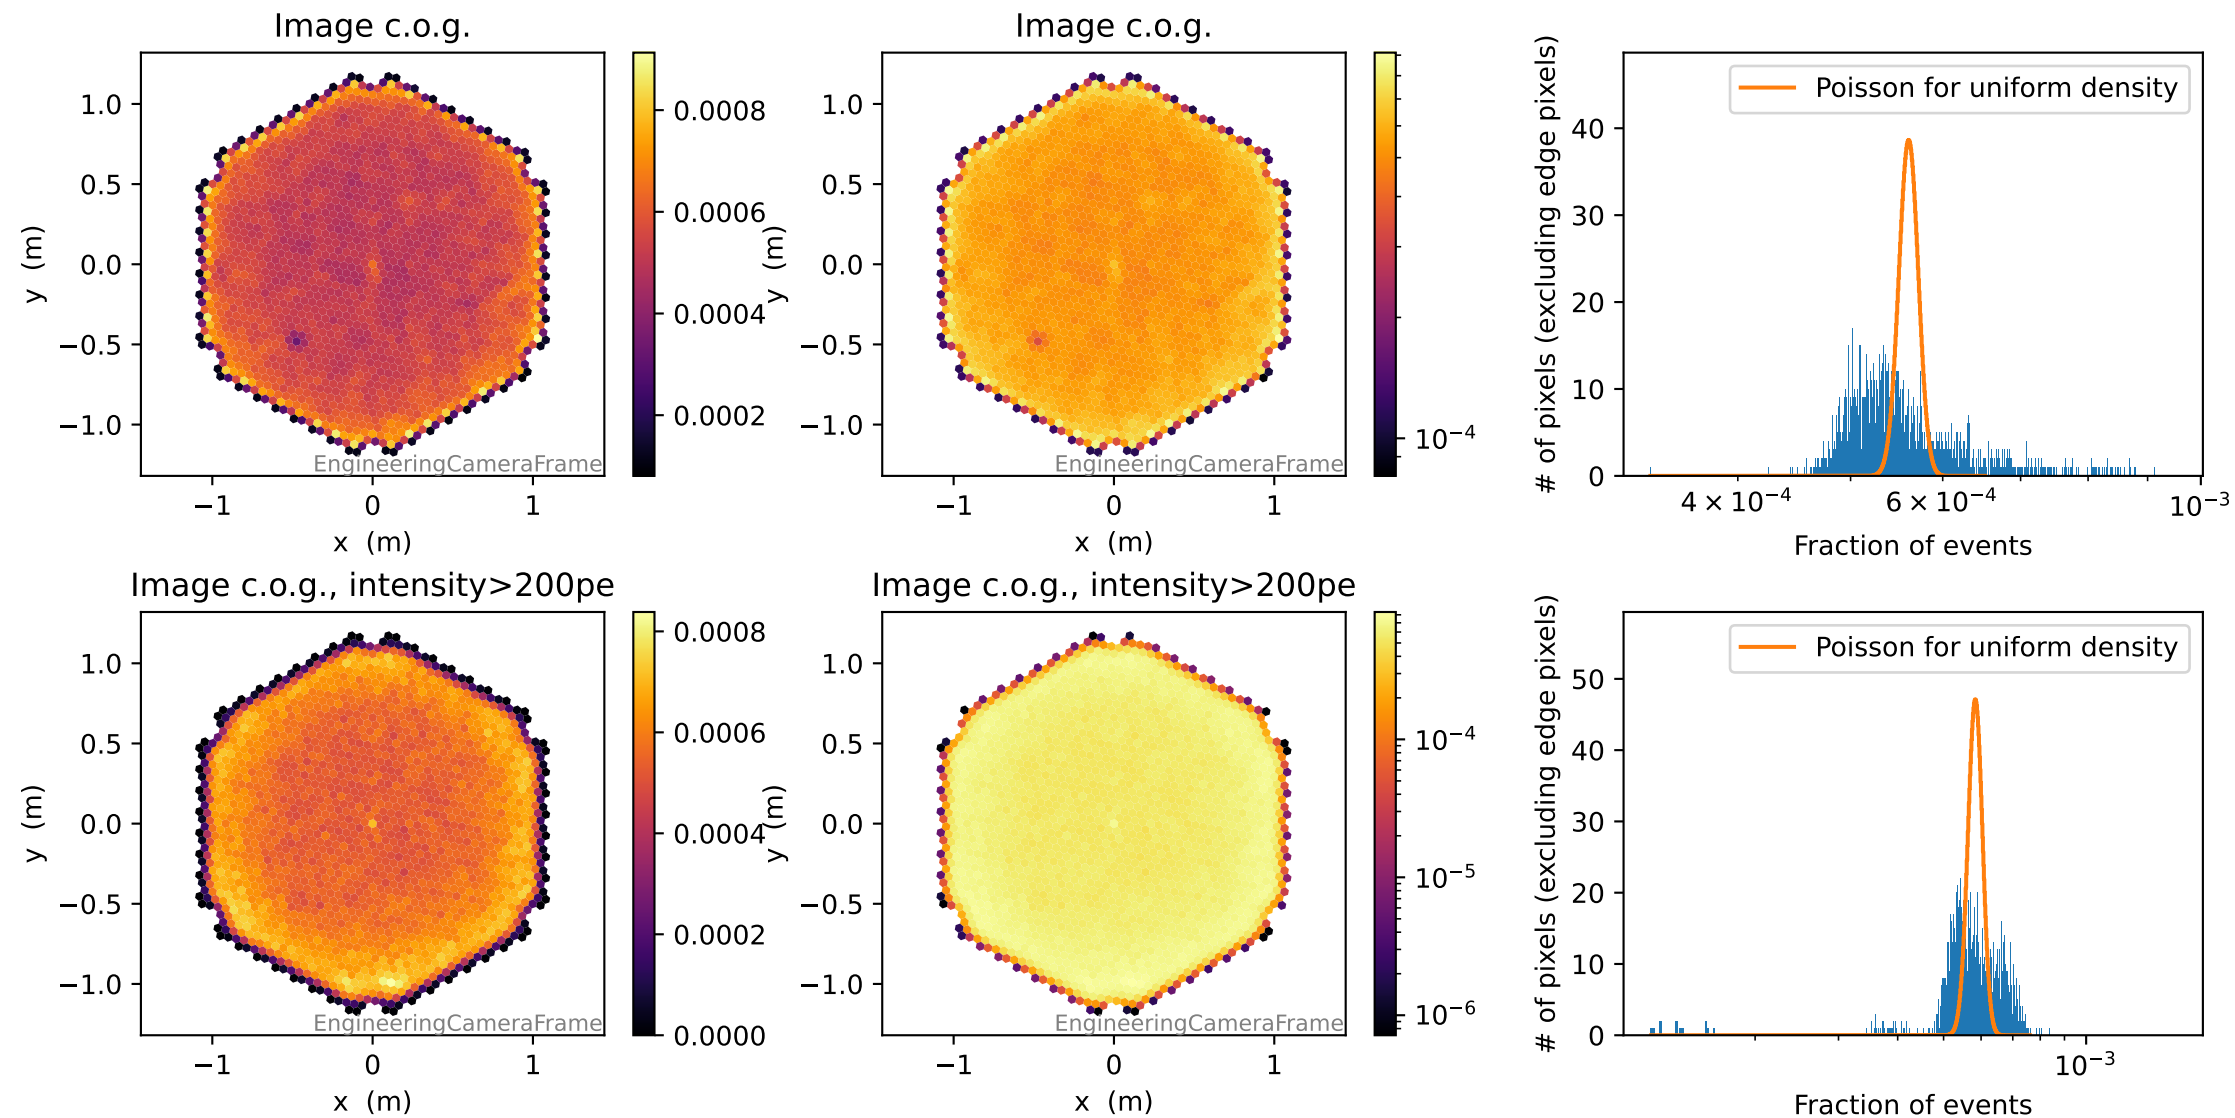 Image c.o.g.
1.0
0.5
0.0
−0.5
−1.0
y (m)
−1 0 1
x (m)
EngineeringCameraFrame
0.0008
0.0006
0.0004
0.0002
Image c.o.g.
1.0
0.5
0.0
−0.5
−1.0
y (m)
−1 0 1
x (m)
EngineeringCameraFrame
10⁻⁴
Poisson for uniform density
# of pixels (excluding edge pixels)
40
30
20
10
0
4 × 10⁻⁴ 6 × 10⁻⁴ 10⁻³
Fraction of events
Image c.o.g., intensity>200pe
1.0
0.5
0.0
−0.5
−1.0
y (m)
−1 0 1
x (m)
EngineeringCameraFrame
0.0008
0.0006
0.0004
0.0002
0.0000
Image c.o.g., intensity>200pe
1.0
0.5
0.0
−0.5
−1.0
y (m)
−1 0 1
x (m)
EngineeringCameraFrame
10⁻⁴
10⁻⁵
10⁻⁶
Poisson for uniform density
# of pixels (excluding edge pixels)
50
40
30
20
10
0
10⁻³
Fraction of events